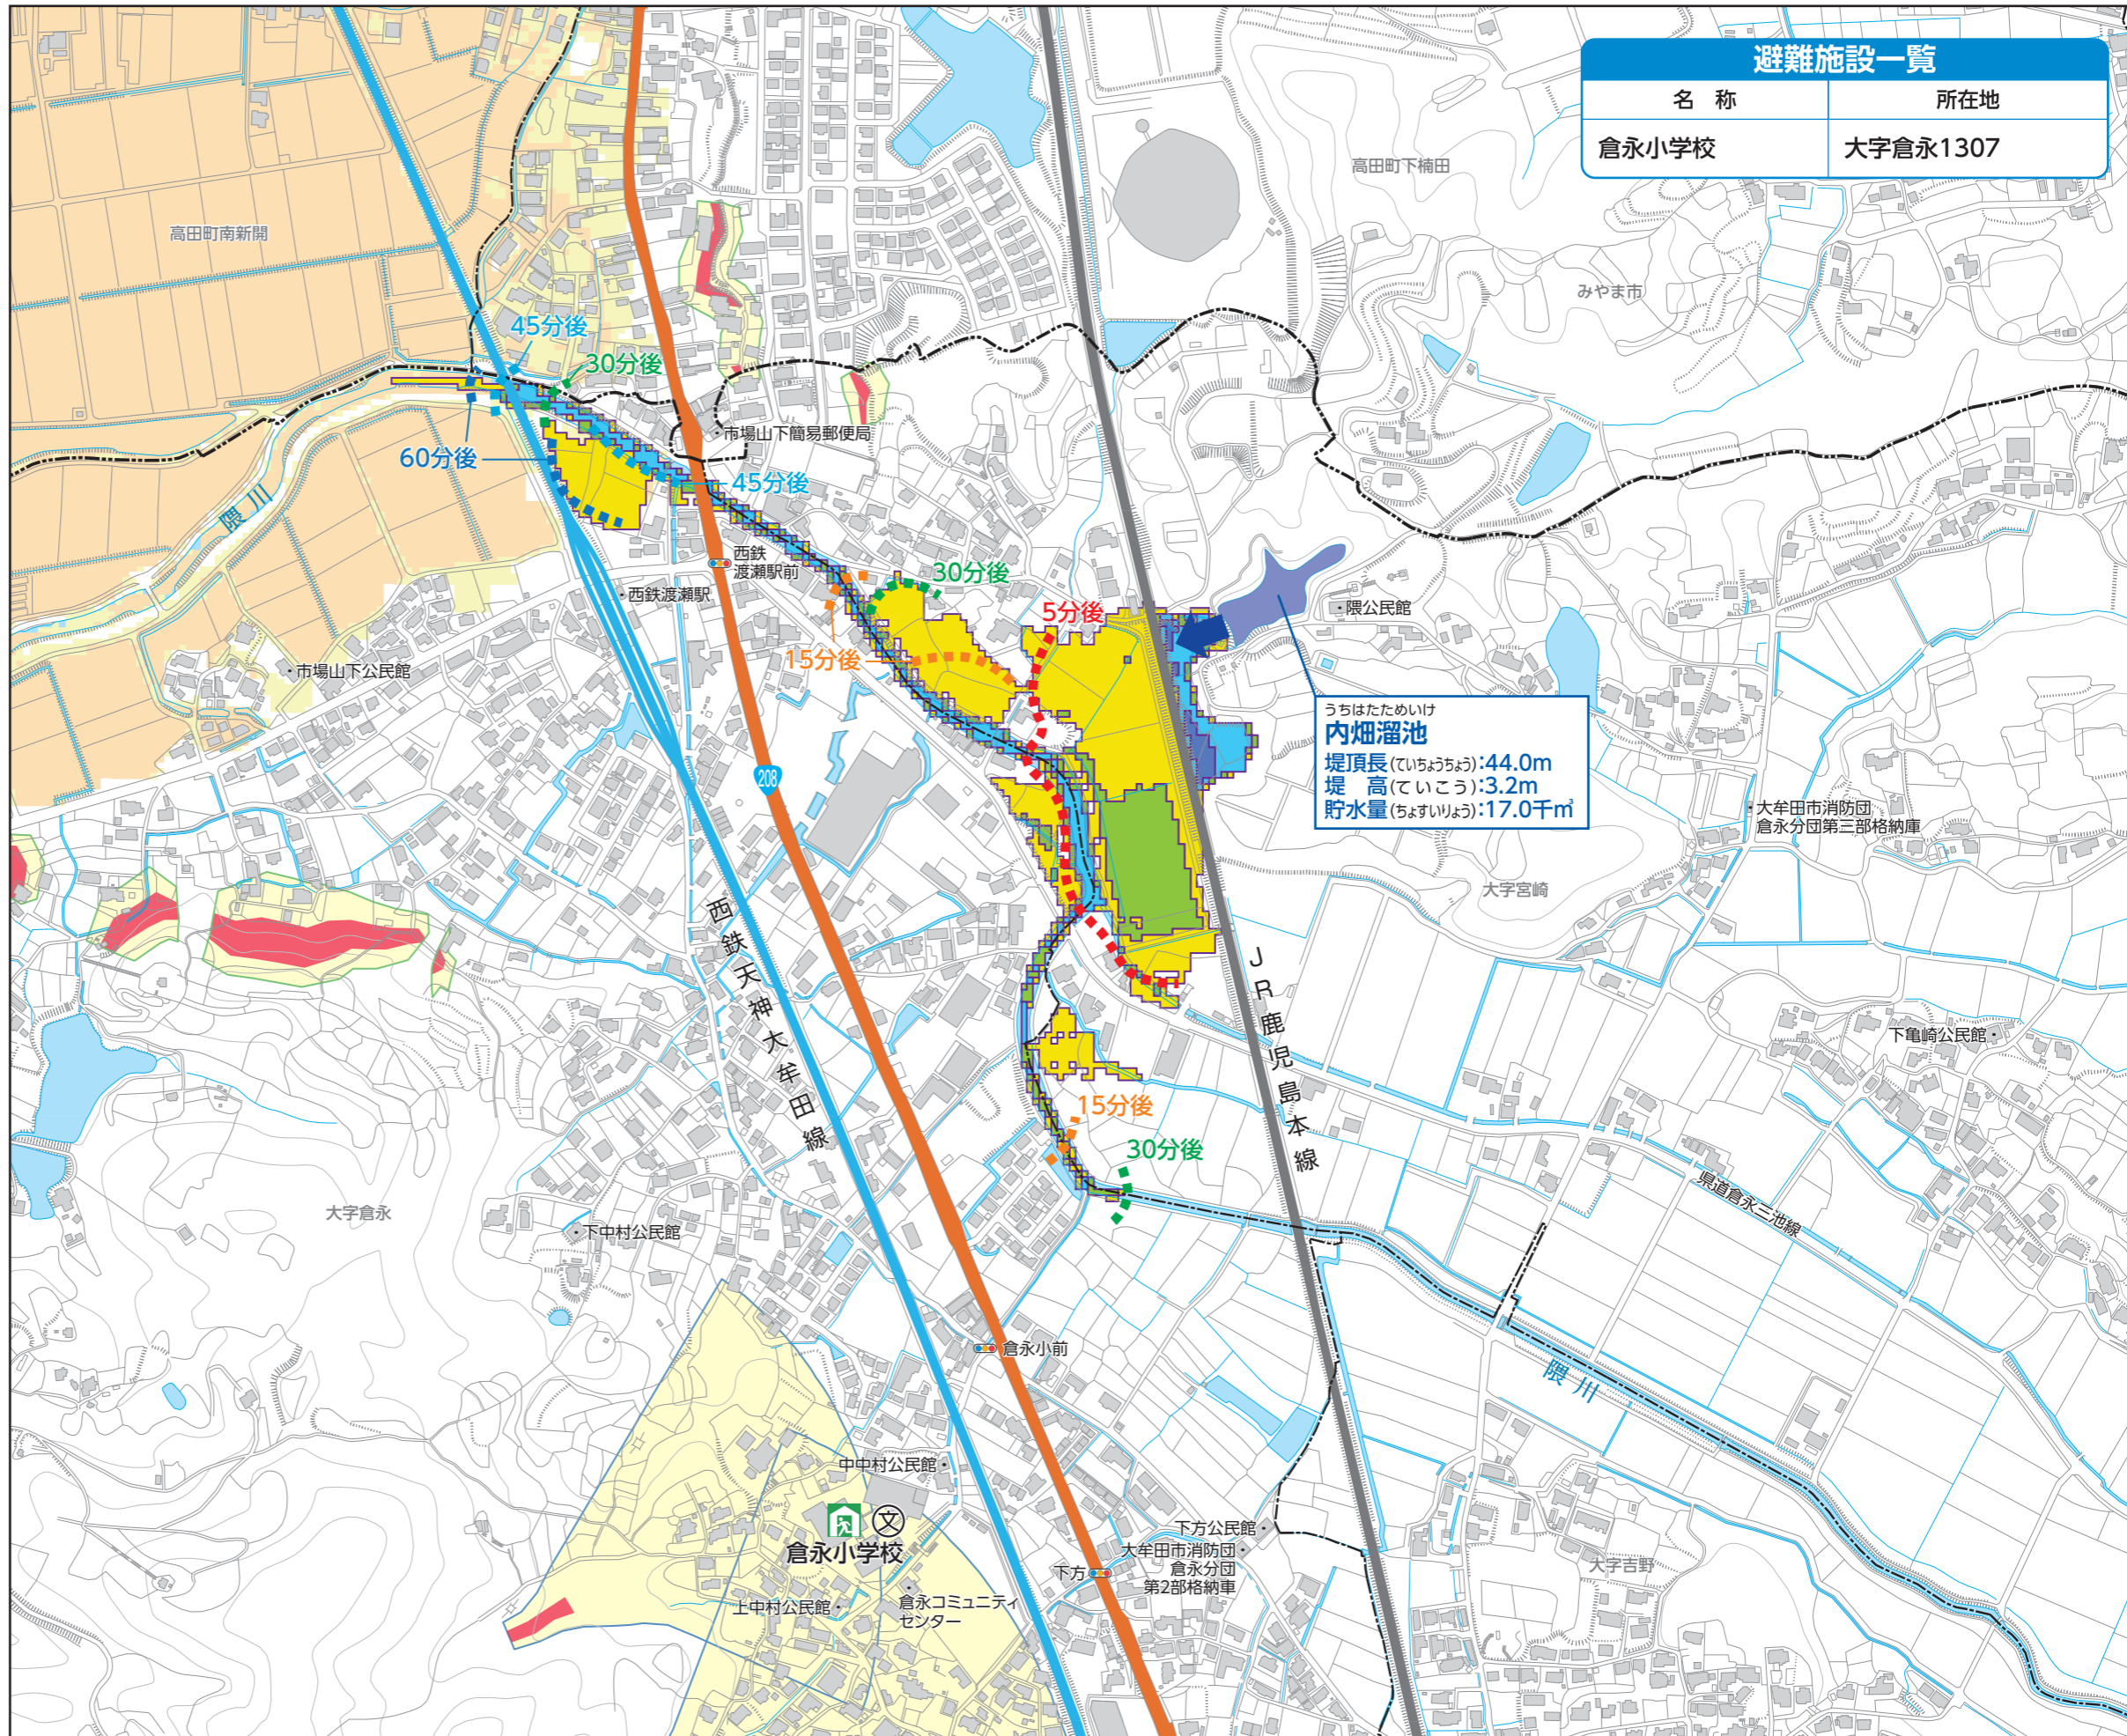 避難施設一覧
名 称 所在地
倉永小学校 大字倉永1307
高田町下楠田
高田町南新開
みやま市
45分後
30分後
市場山下簡易郵便局
60分後
45分後
隈川
西鉄
渡瀬駅前
西鉄渡瀬駅
30分後
5分後
隈公民館
15分後
市場山下公民館
うちはたためいけ
内畑溜池
堤頂長(ていちょうちょう):44.0m
堤 高(ていこう):3.2m
貯水量(ちょすいりょう):17.0千㎥
208
大牟田市消防団
倉永分団第三部格納庫
大字宮崎
西鉄天神大牟田線
JR鹿児島本線
下亀崎公民館
15分後
30分後
県道倉永三池線
大字倉永
下中村公民館
倉永小前
隈川
中中村公民館
文
倉永小学校
下方公民館
大牟田市消防団
倉永分団
第2部格納庫
下方
大字吉野
上中村公民館
倉永コミュニティ
センター